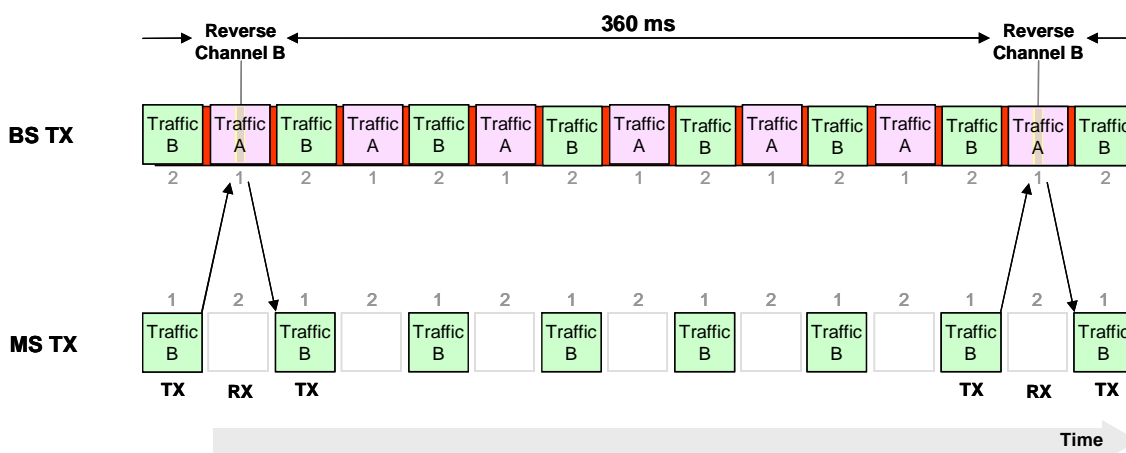 360 ms
Reverse
Channel B
Reverse
Channel B
BS TX
Traffic
B
Traffic
A
Traffic
B
Traffic
A
Traffic
B
Traffic
A
Traffic
B
Traffic
A
Traffic
B
Traffic
A
Traffic
B
Traffic
A
Traffic
B
Traffic
A
Traffic
B
2 1 2 1 2 1 2 1 2 1 2 1 2 1 2
1 2 1 2 1 2 1 2 1 2 1 2 1 2 1
MS TX
Traffic
B
Traffic
B
Traffic
B
Traffic
B
Traffic
B
Traffic
B
Traffic
B
Traffic
B
TX RX TX TX RX TX
Time